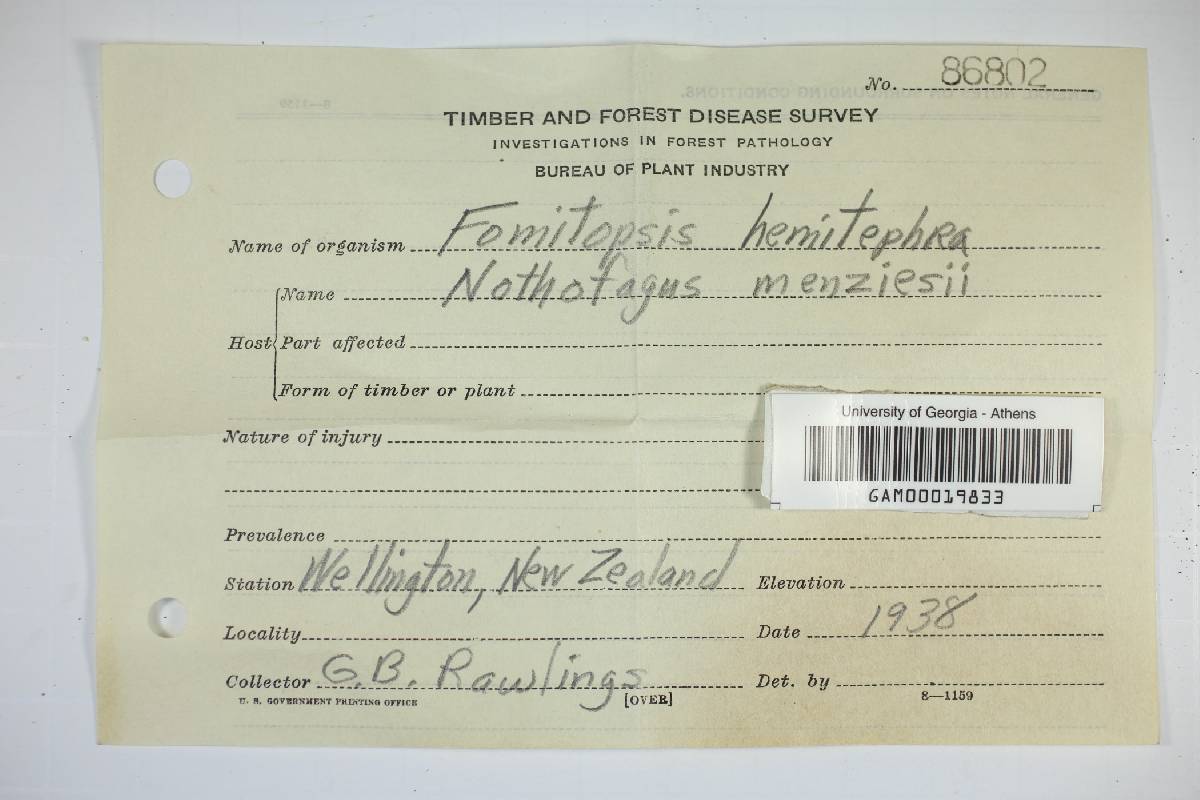 No. 86802
TIMBER AND FOREST DISEASE SURVEY
INVESTIGATIONS IN FOREST PATHOLOGY
BUREAU OF PLANT INDUSTRY
Name of organism Fomitopsis hemitephra
Host
Name Nothofagus menziesii
Part affected
Form of timber or plant
Nature of injury
University of Georgia - Athens
GAM00019833
Prevalence
Station Wellington, New Zealand Elevation
Locality Date 1938
Collector G.B. Rawlings Det. by
U. S. GOVERNMENT PRINTING OFFICE [OVER] 8—1159